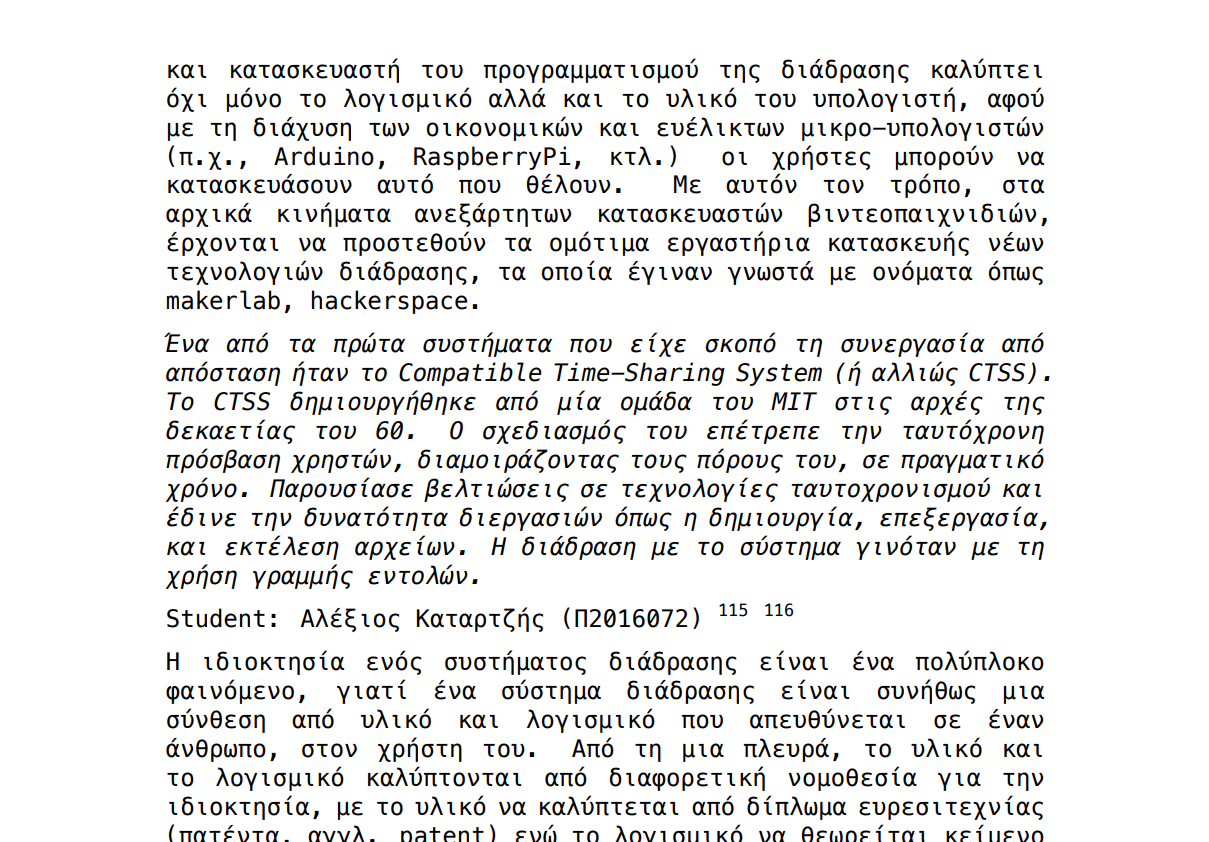 και κατασκευαστή του προγραμματισμού της διάδρασης καλύπτει
όχι μόνο το λογισμικό αλλά και το υλικό του υπολογιστή, αφού
με τη διάχυση των οικονομικών και ευέλικτων μικρο–υπολογιστών
(π.χ., Arduino, RaspberryPi, κτλ.) οι χρήστες μπορούν να
κατασκευάσουν αυτό που θέλουν. Με αυτόν τον τρόπο, στα
αρχικά κινήματα ανεξάρτητων κατασκευαστών βιντεοπαιχνιδιών,
έρχονται να προστεθούν τα ομότιμα εργαστήρια κατασκευής νέων
τεχνολογιών διάδρασης, τα οποία έγιναν γνωστά με ονόματα όπως
makerlab, hackerspace.
Ένα από τα πρώτα συστήματα που είχε σκοπό τη συνεργασία από
απόσταση ήταν το Compatible Time–Sharing System (ή αλλιώς CTSS).
Το CTSS δημιουργήθηκε από μία ομάδα του MIT στις αρχές της
δεκαετίας του 60. Ο σχεδιασμός του επέτρεπε την ταυτόχρονη
πρόσβαση χρηστών, διαμοιράζοντας τους πόρους του, σε πραγματικό
χρόνο. Παρουσίασε βελτιώσεις σε τεχνολογίες ταυτοχρονισμού και
έδινε την δυνατότητα διεργασιών όπως η δημιουργία, επεξεργασία,
και εκτέλεση αρχείων. Η διάδραση με το σύστημα γινόταν με τη
χρήση γραμμής εντολών.
Student: Αλέξιος Καταρτζής (Π2016072) 115 116
Η ιδιοκτησία ενός συστήματος διάδρασης είναι ένα πολύπλοκο
φαινόμενο, γιατί ένα σύστημα διάδρασης είναι συνήθως μια
σύνθεση από υλικό και λογισμικό που απευθύνεται σε έναν
άνθρωπο, στον χρήστη του. Από τη μια πλευρά, το υλικό και
το λογισμικό καλύπτονται από διαφορετική νομοθεσία για την
ιδιοκτησία, με το υλικό να καλύπτεται από δίπλωμα ευρεσιτεχνίας
(πατέντα, αγγλ. patent) ενώ το λογισμικό να θεωρείται κείμενο